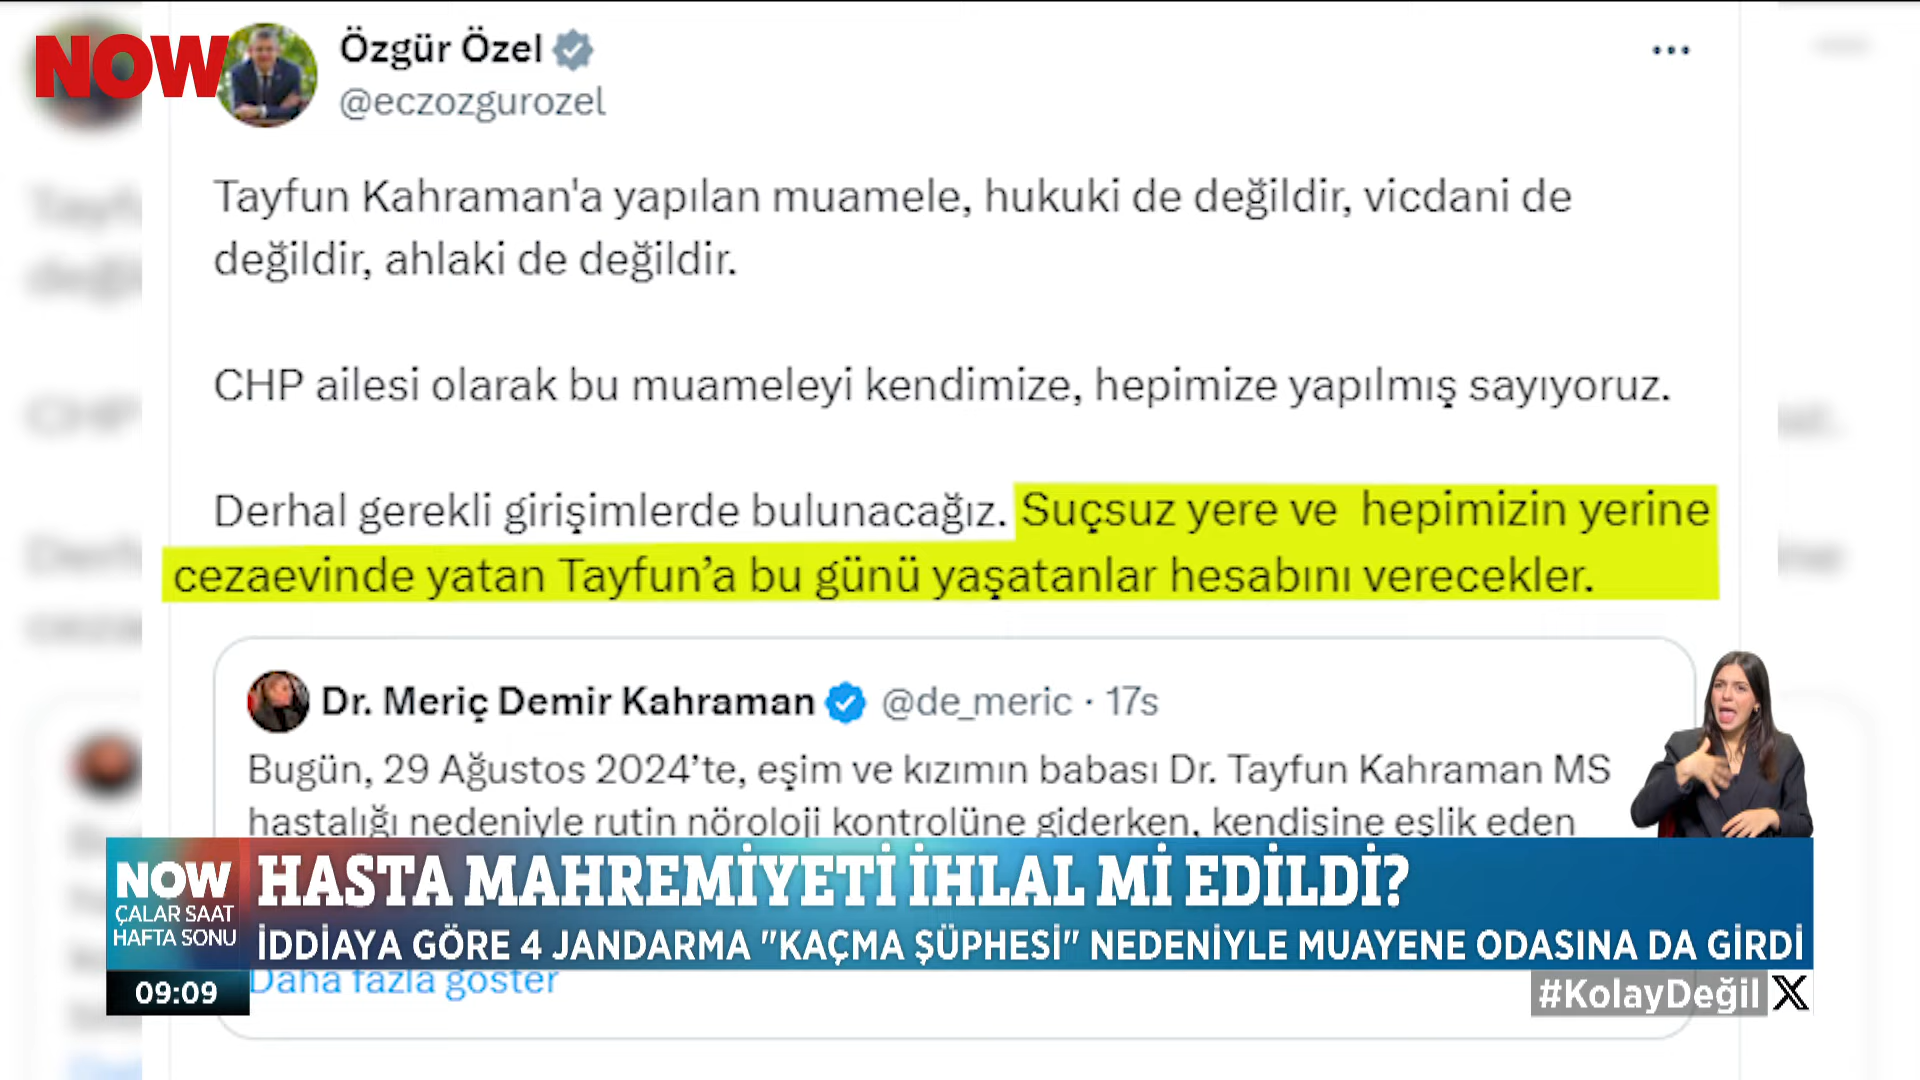 NOW
Özgür Özel
@eczozgurozel
Tayfun Kahraman'a yapılan muamele, hukuki de değildir, vicdani de
değildir, ahlaki de değildir.
CHP ailesi olarak bu muameleyi kendimize, hepimize yapılmış sayıyoruz.
Derhal gerekli girişimlerde bulunacağız. Suçsuz yere ve hepimizin yerine
cezaevinde yatan Tayfun’a bu günü yaşatanlar hesabını verecekler.
Dr. Meriç Demir Kahraman @de_meric · 17s
Bugün, 29 Ağustos 2024’te, eşim ve kızımın babası Dr. Tayfun Kahraman MS
hastalığı nedeniyle rutin nöroloji kontrolüne giderken, kendisine eşlik eden
NOW
ÇALAR SAAT
HAFTA SONU
HASTA MAHREMİYETİ İHLAL Mİ EDİLDİ?
İDDİAYA GÖRE 4 JANDARMA "KAÇMA ŞÜPHESİ" NEDENİYLE MUAYENE ODASINA DA GİRDİ
Daha fazla göster
09:09
#KolayDeğil X